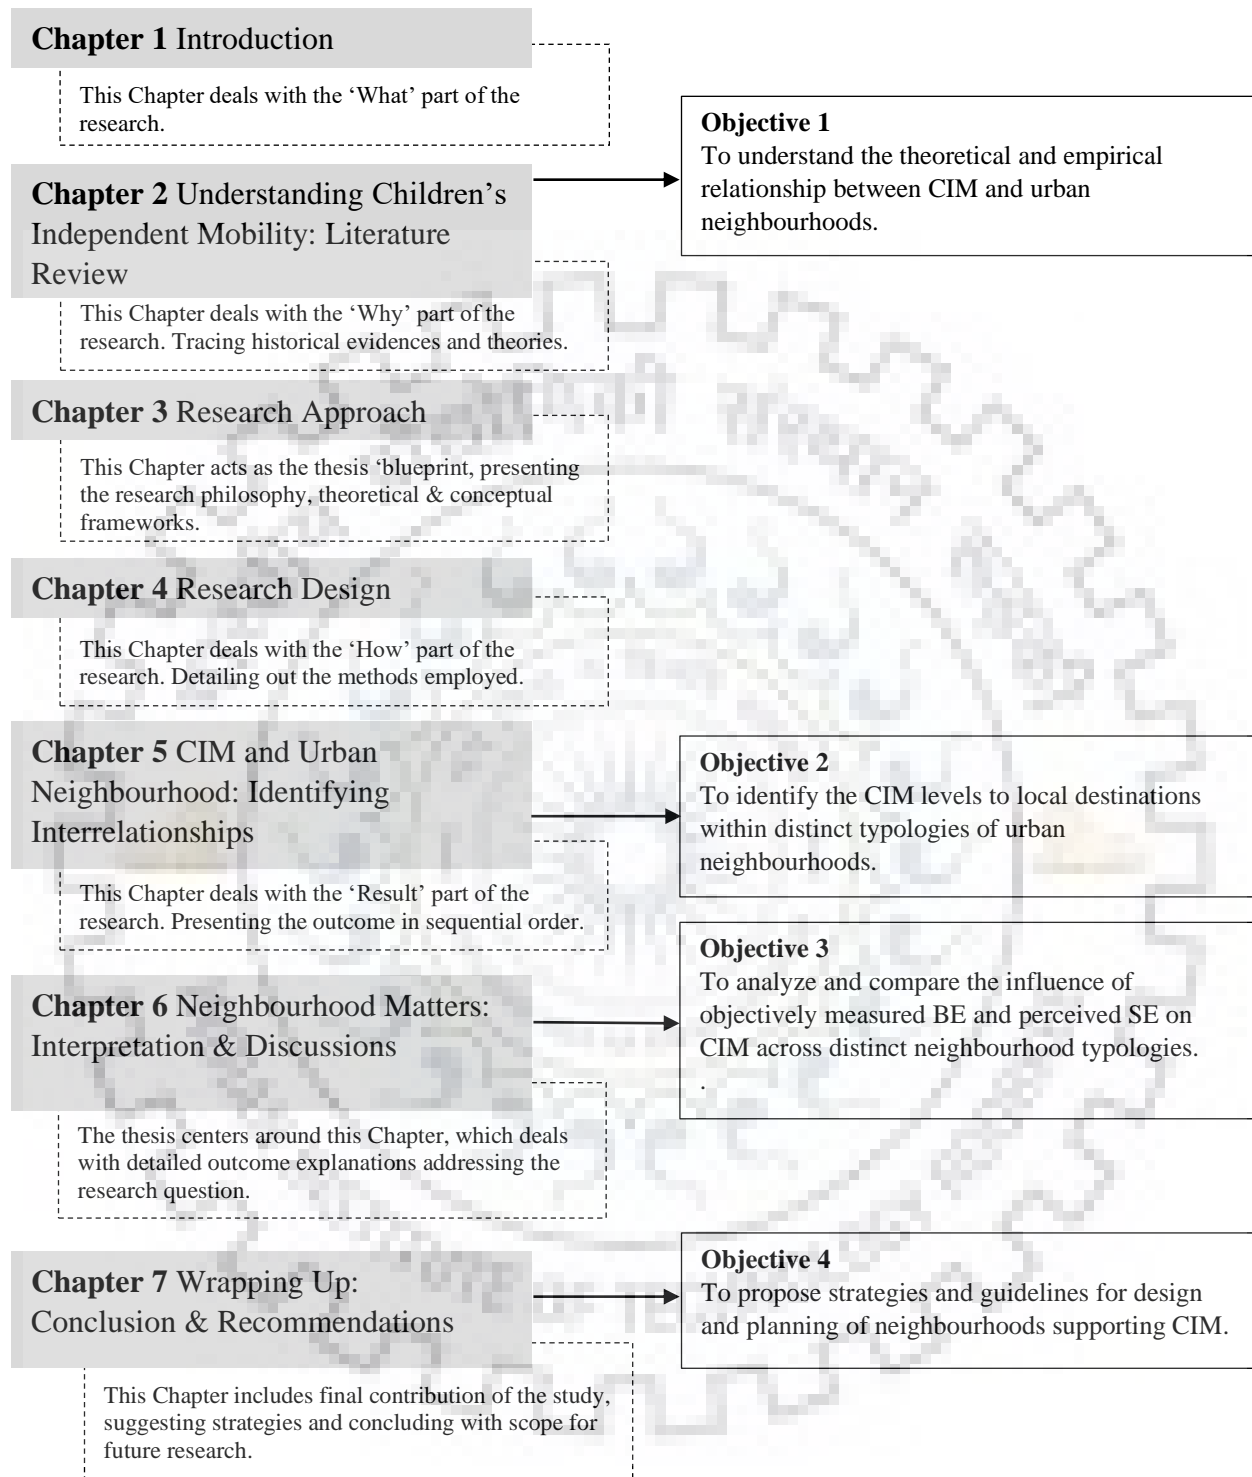 Chapter 1 Introduction
This Chapter deals with the ‘What’ part of the
research.
Objective 1
To understand the theoretical and empirical
relationship between CIM and urban
neighbourhoods.
Chapter 2 Understanding Children’s
Independent Mobility: Literature
Review
This Chapter deals with the ‘Why’ part of the
research. Tracing historical evidences and theories.
Chapter 3 Research Approach
This Chapter acts as the thesis ‘blueprint, presenting
the research philosophy, theoretical & conceptual
frameworks.
Chapter 4 Research Design
This Chapter deals with the ‘How’ part of the
research. Detailing out the methods employed.
Chapter 5 CIM and Urban
Neighbourhood: Identifying
Interrelationships
Objective 2
To identify the CIM levels to local destinations
within distinct typologies of urban
neighbourhoods.
This Chapter deals with the ‘Result’ part of the
research. Presenting the outcome in sequential order.
Objective 3
To analyze and compare the influence of
objectively measured BE and perceived SE on
CIM across distinct neighbourhood typologies.
.
Chapter 6 Neighbourhood Matters:
Interpretation & Discussions
The thesis centers around this Chapter, which deals
with detailed outcome explanations addressing the
research question.
Chapter 7 Wrapping Up:
Conclusion & Recommendations
Objective 4
To propose strategies and guidelines for design
and planning of neighbourhoods supporting CIM.
This Chapter includes final contribution of the study,
suggesting strategies and concluding with scope for
future research.